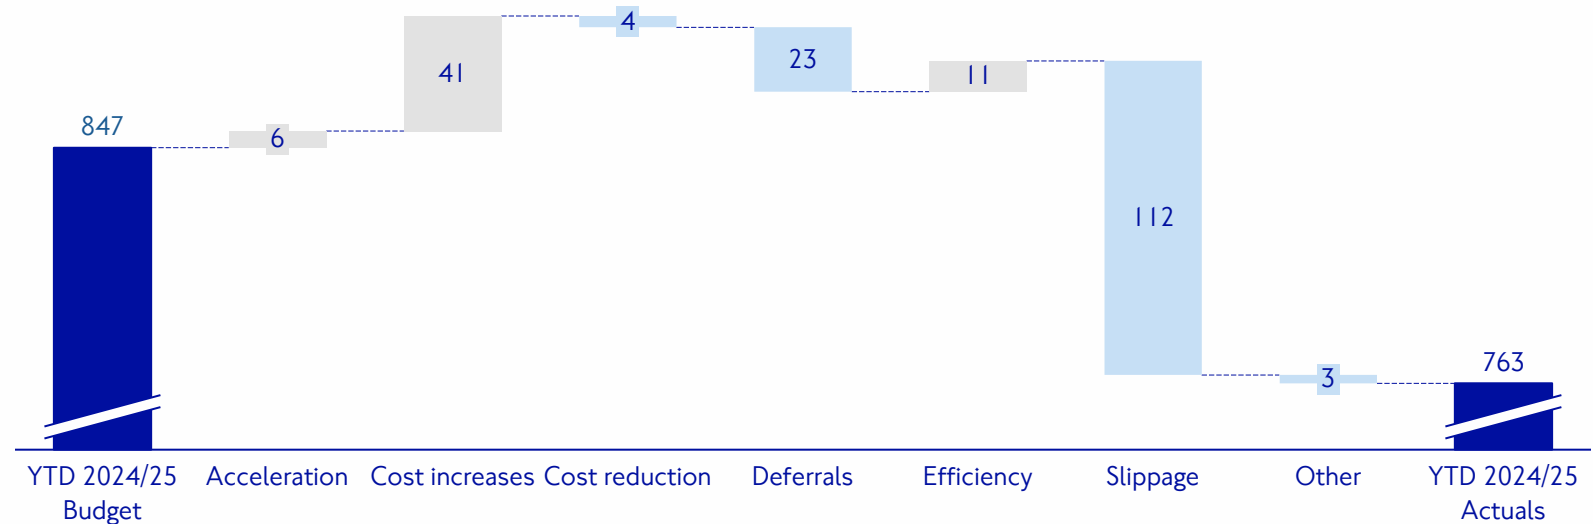 847
6
41
4
23
11
112
3
763
YTD 2024/25
Budget
Acceleration
Cost increases
Cost reduction
Deferrals
Efficiency
Slippage
Other
YTD 2024/25
Actuals